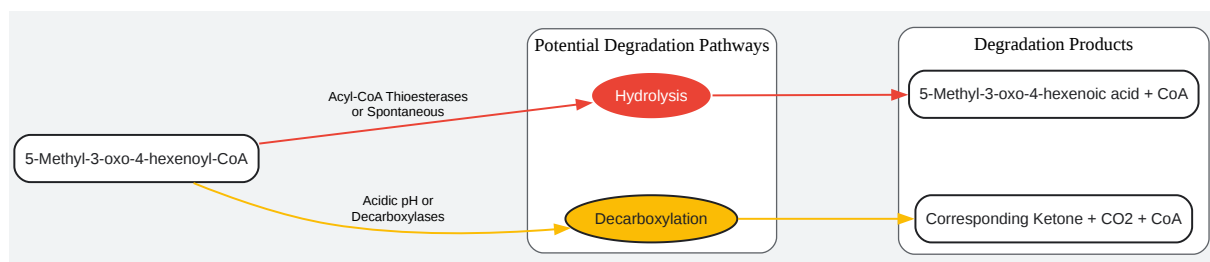 Potential Degradation Pathways
Degradation Products
Acyl-CoA Thioesterases
or Spontaneous
Hydrolysis
5-Methyl-3-oxo-4-hexenoic acid + CoA
5-Methyl-3-oxo-4-hexenoyl-CoA
Acidic pH or
Decarboxylases
Decarboxylation
Corresponding Ketone + CO2 + CoA